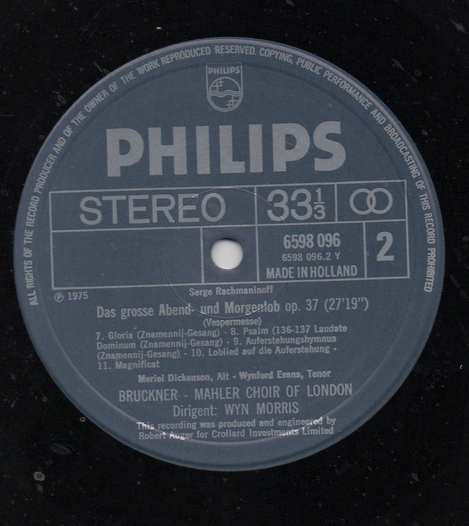 ALL RIGHTS OF THE RECORD PRODUCER AND OF THE OWNER OF THE WORK REPRODUCED RESERVED. COPYING, PUBLIC PERFORMANCE AND BROADCASTING OF THIS RECORD PROHIBITED
PHILIPS
PHILIPS
STEREO 33 1/3
6598 096
6598 096.2 Y
MADE IN HOLLAND
2
℗ 1975
Serge Rachmaninoff
Das grosse Abend- und Morgenlob op. 37 (27'19")
(Vespermesse)
7. Gloria (Znamennij-Gesang) - 8. Psalm (136-137 Laudate
Dominum (Znamennij-Gesang) - 9. Auferstehungshymnus
(Znamennij-Gesang) - 10. Loblied auf die Auferstehung -
11. Magnificat
Meriel Dickenson, Alt - Wynford Evans, Tenor
BRUCKNER - MAHLER CHOIR OF LONDON
Dirigent: WYN MORRIS
This recording was produced and engineered by
Robert Auger for Crollard Investments Limited